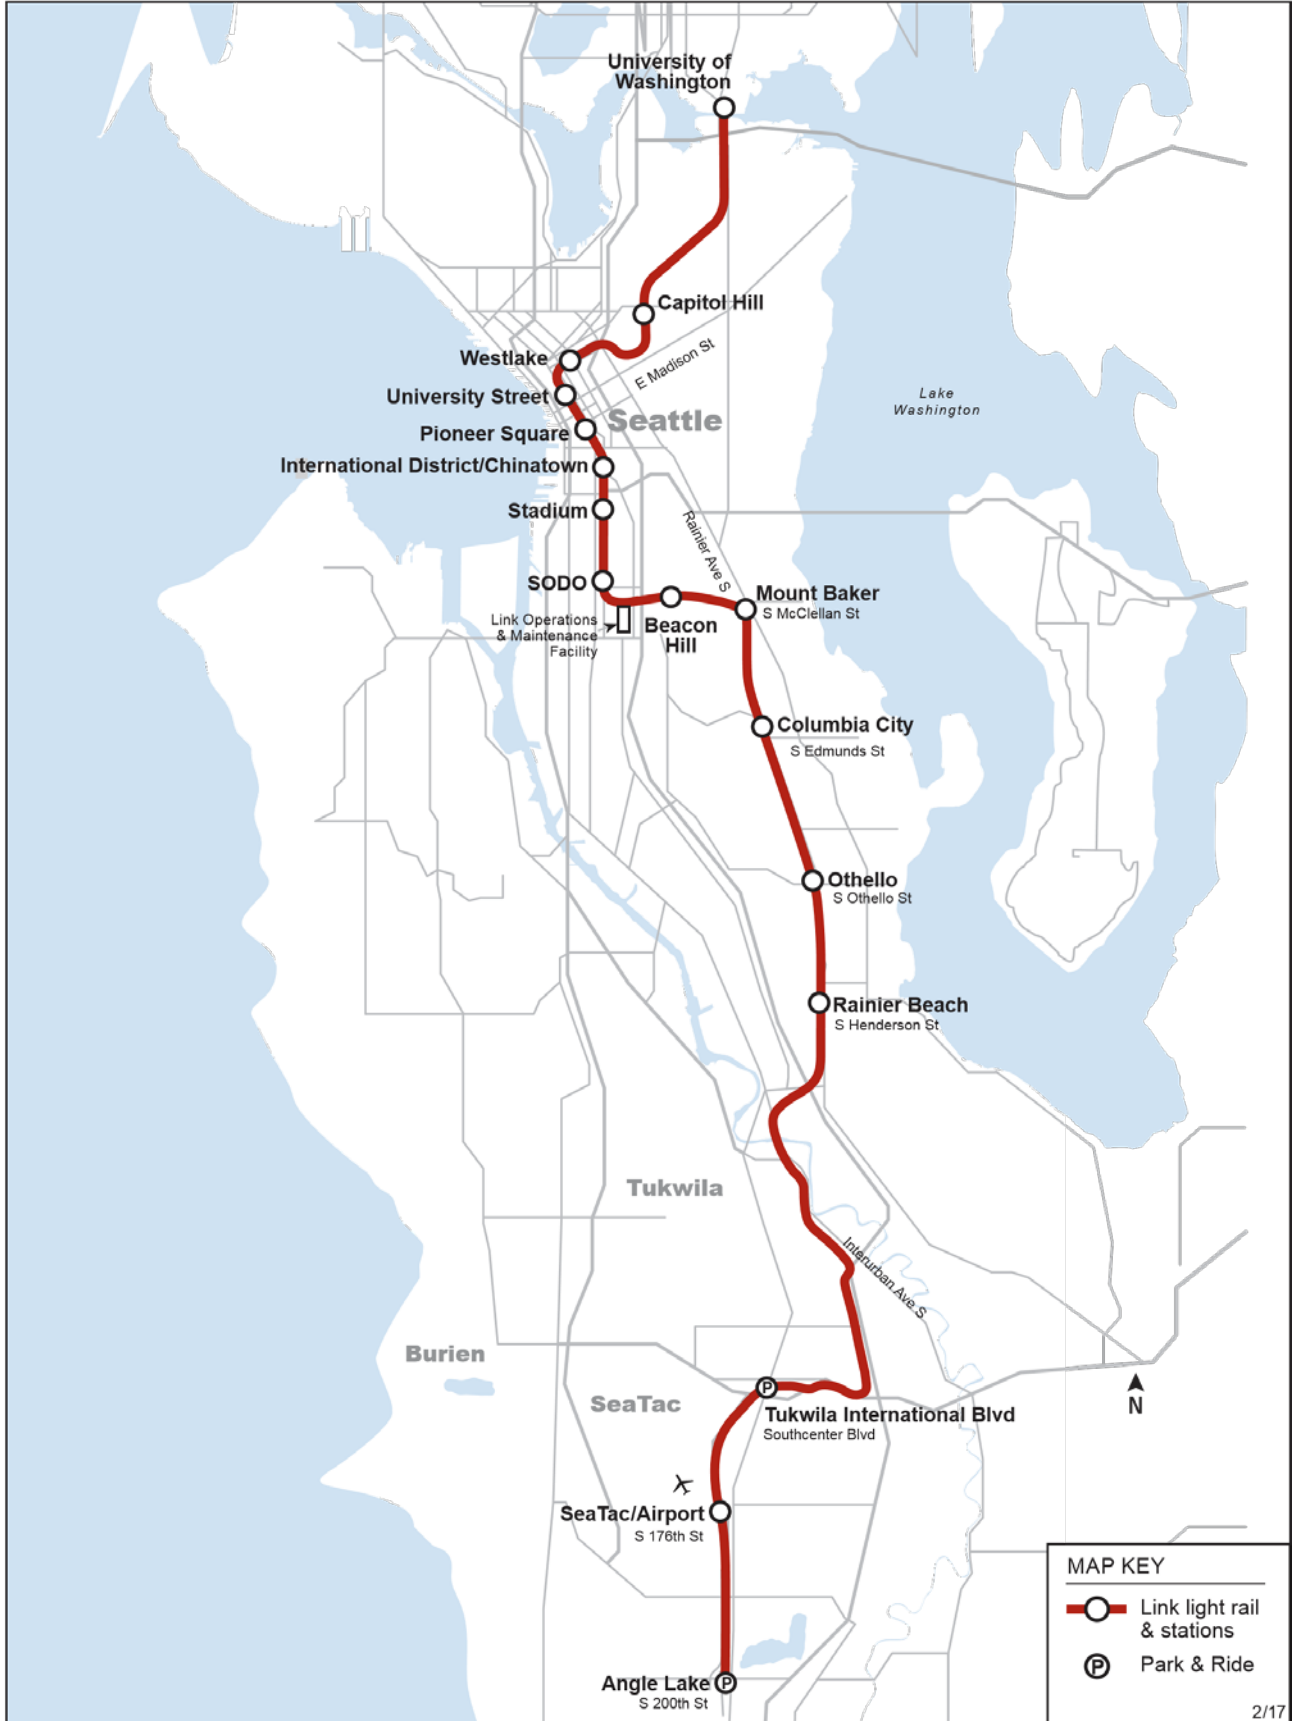 University of
Washington
Capitol Hill
Westlake
E Madison St
University Street
Lake
Washington
Seattle
Pioneer Square
International District/Chinatown
Stadium
Rainier Ave S
SODO
Mount Baker
S McClellan St
Link Operations
& Maintenance
Facility
Beacon
Hill
Columbia City
S Edmunds St
Othello
S Othello St
Rainier Beach
S Henderson St
Tukwila
Interurban Ave S
Burien
P
SeaTac
N
Tukwila International Blvd
Southcenter Blvd
SeaTac/Airport
S 176th St
Angle Lake
P
S 200th St
MAP KEY
Link light rail
& stations
P
Park & Ride
2/17